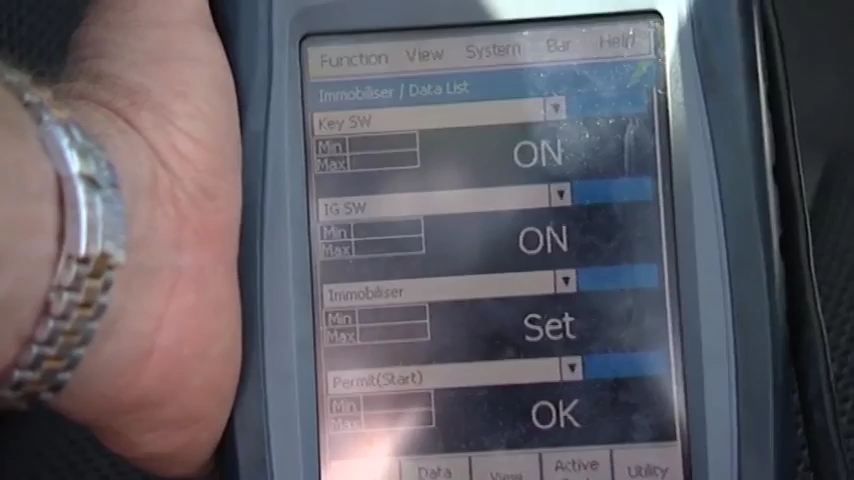 Function View System Bar Help
Immobiliser / Data List
Key SW
Min
Max
ON
IG SW
Min
Max
ON
Immobiliser
Min
Max
Set
Permit(Start)
Min
Max
OK
Data View Active Utility